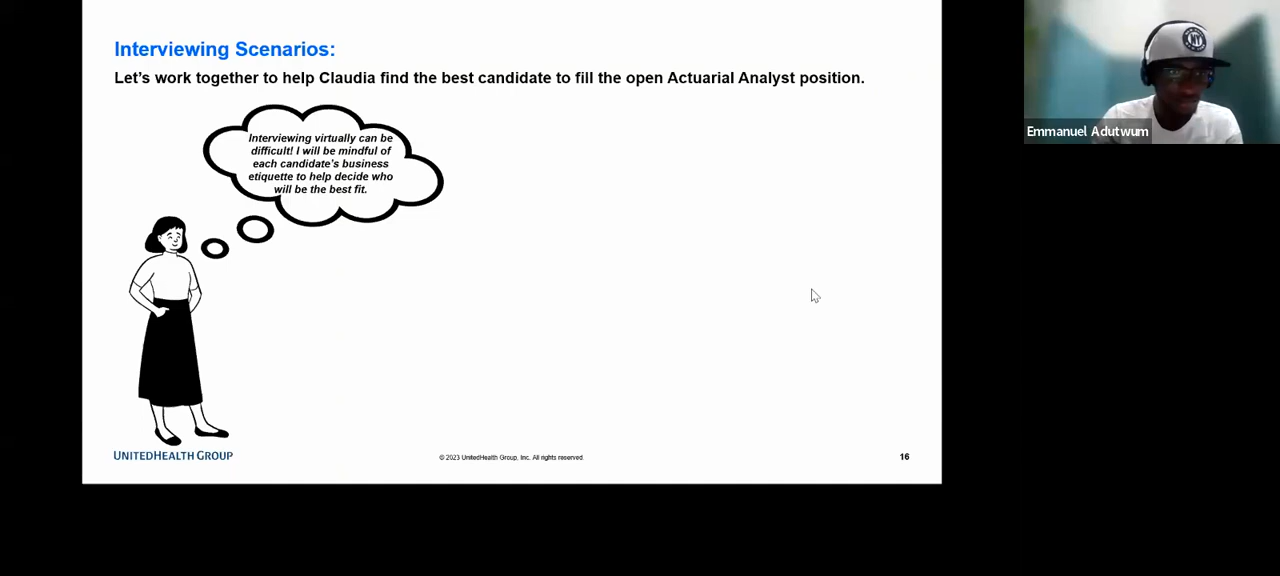 Interviewing Scenarios:
Let's work together to help Claudia find the best candidate to fill the open Actuarial Analyst position.
Interviewing virtually can be
difficult! I will be mindful of
each candidate's business
etiquette to help decide who
will be the best fit.
Emmanuel Adutwum
UNITEDHEALTH GROUP
© 2023 UnitedHealth Group, Inc. All rights reserved.
16
NY